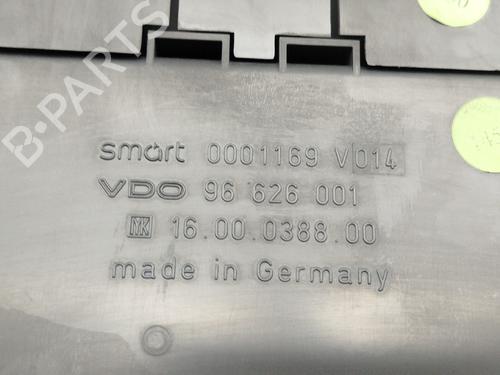 B-PARTS
smart 0001169 V014
VDO 96 626 001
16.00.0388.00
made in Germany